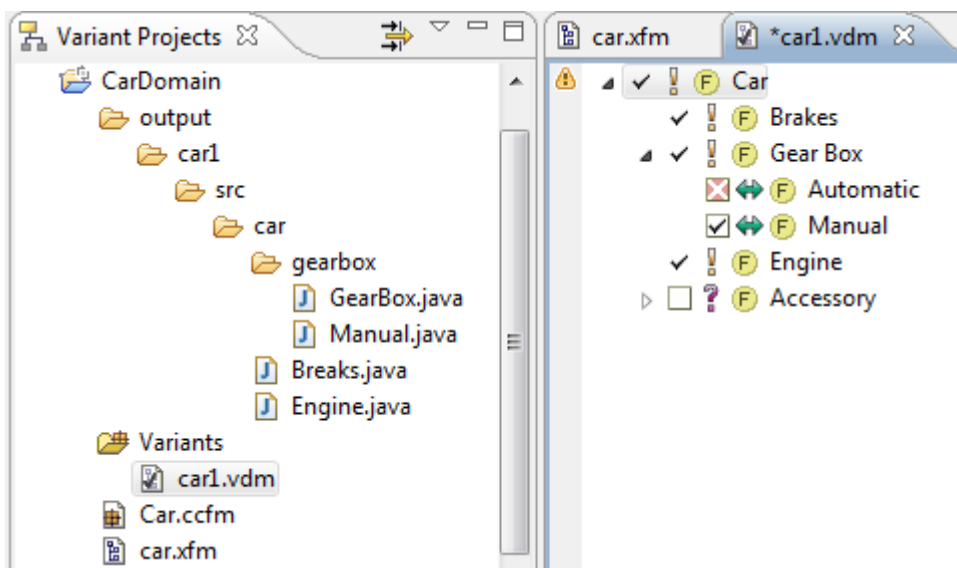 Variant Projects
CarDomain
output
car1
src
car
gearbox
GearBox.java
Manual.java
Breaks.java
Engine.java
Variants
car1.vdm
Car.ccfm
car.xfm
car.xfm
*car1.vdm
F Car
F Brakes
F Gear Box
F Automatic
F Manual
F Engine
? F Accessory